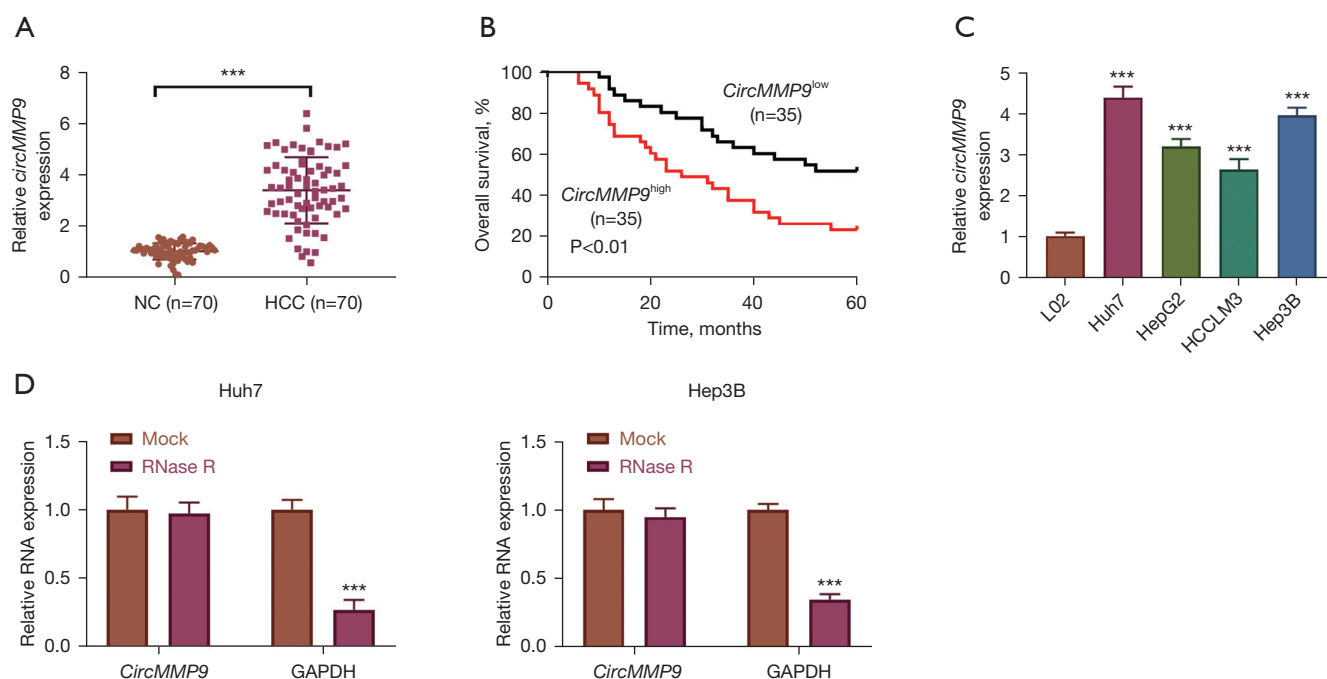 A
Relative circMMP9
expression
8
6
4
2
0
***
NC (n=70)
HCC (n=70)
B
Overall survival, %
100
80
60
40
20
0
20
40
60
Time, months
CircMMP9low
(n=35)
CircMMP9high
(n=35)
P<0.01
C
Relative circMMP9
expression
5
4
3
2
1
0
***
***
***
***
L02
Huh7
HepG2
HCCLM3
Hep3B
D
Huh7
Relative RNA expression
1.5
1.0
0.5
0.0
Mock
RNase R
***
CircMMP9
GAPDH
Hep3B
Relative RNA expression
1.5
1.0
0.5
0.0
Mock
RNase R
***
CircMMP9
GAPDH